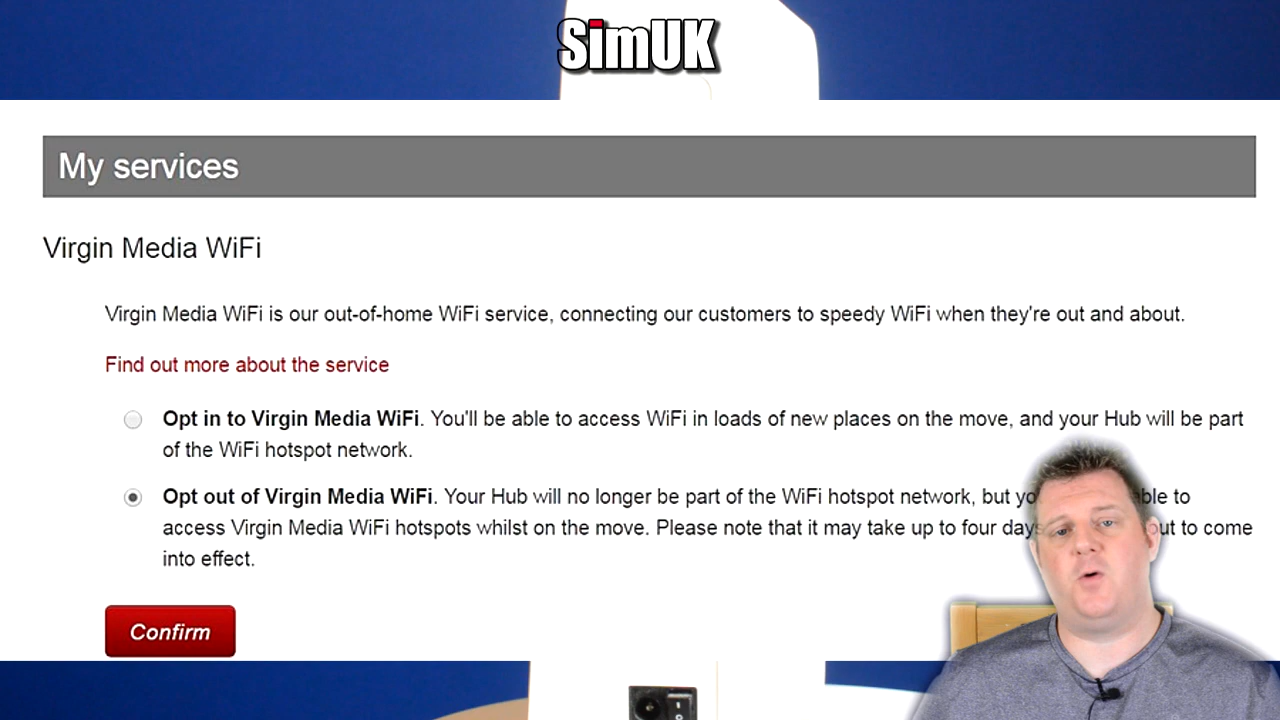 SimUK
My services
Virgin Media WiFi
Virgin Media WiFi is our out-of-home WiFi service, connecting our customers to speedy WiFi when they're out and about.
Find out more about the service
Opt in to Virgin Media WiFi. You'll be able to access WiFi in loads of new places on the move, and your Hub will be part
of the WiFi hotspot network.
Opt out of Virgin Media WiFi. Your Hub will no longer be part of the WiFi hotspot network, but to
access Virgin Media WiFi hotspots whilst on the move. Please note that it may take up to four days to come
into effect.
Confirm